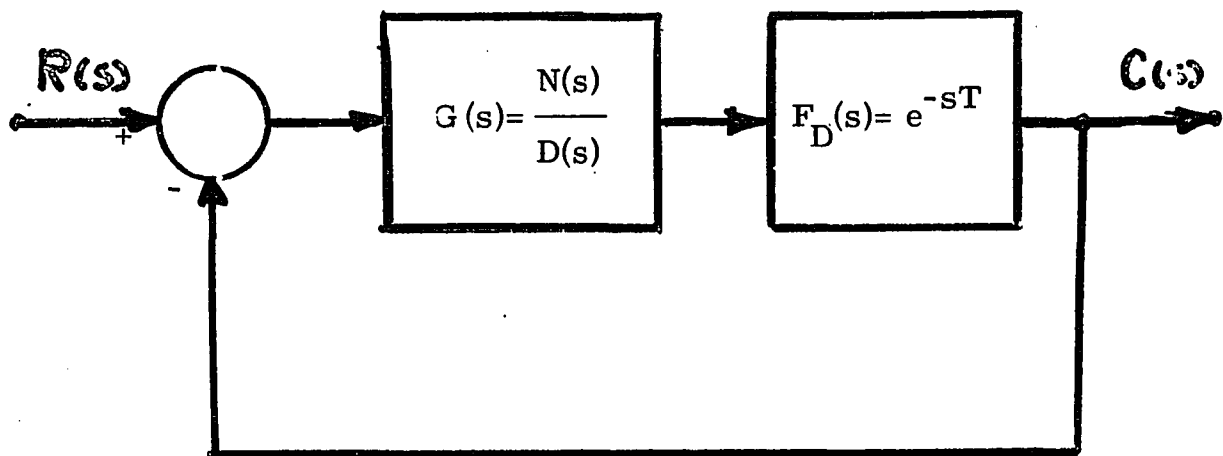 R(s)
+
-
G(s)= N(s)
D(s)
F_D(s)= e^-sT
C(s)